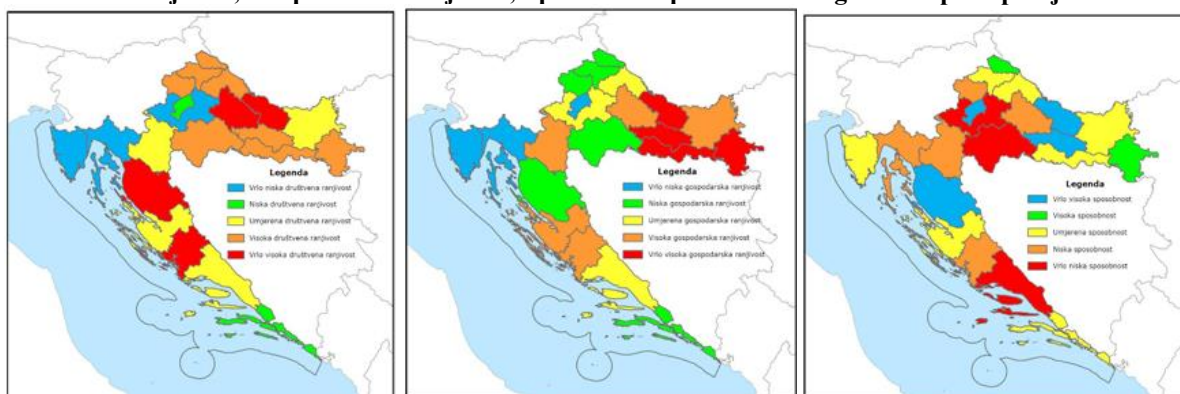 Legenda
Vrlo niska društvena ranjivost
Niska društvena ranjivost
Umjerena društvena ranjivost
Visoka društvena ranjivost
Vrlo visoka društvena ranjivost
Legenda
Vrlo niska gospodarska ranjivost
Niska gospodarska ranjivost
Umjerena gospodarska ranjivost
Visoka gospodarska ranjivost
Vrlo visoka gospodarska ranjivost
Legenda
Vrlo visoka sposobnost
Visoka sposobnost
Umjerena sposobnost
Niska sposobnost
Vrlo niska sposobnost